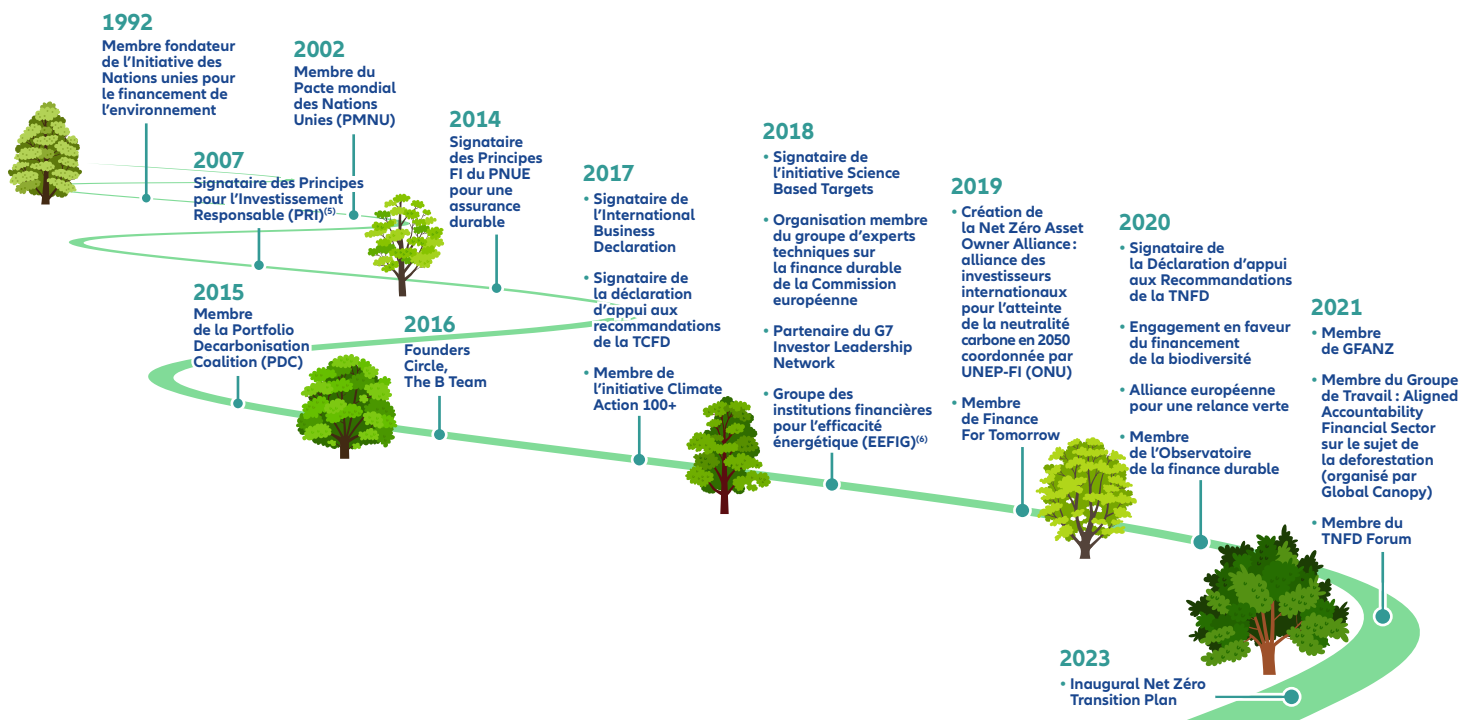 1992
Membre fondateur
de l’Initiative des
Nations unies pour
le financement de
l’environnement
2002
Membre du
Pacte mondial
des Nations
Unies (PMNU)
2007
Signataire des Principes
pour l’Investissement
Responsable (PRI)(5)
2014
Signataire
des Principes
FI du PNUE
pour une
assurance
durable
2015
Membre
de la Portfolio
Decarbonisation
Coalition (PDC)
2016
Founders
Circle,
The B Team
2017
• Signataire de
l’International
Business
Declaration
• Signataire de
la déclaration
d’appui aux
recommandations
de la TCFD
• Membre de
l’initiative Climate
Action 100+
2018
• Signataire de
l’initiative Science
Based Targets
• Organisation membre
du groupe d’experts
techniques sur
la finance durable
de la Commission
européenne
• Partenaire du G7
Investor Leadership
Network
• Groupe des
institutions financières
pour l’efficacité
énergétique (EEFIG)(6)
2019
• Création de
la Net Zéro Asset
Owner Alliance :
alliance des
investisseurs
internationaux
pour l’atteinte
de la neutralité
carbone en 2050
coordonnée par
UNEP-FI (ONU)
• Membre
de Finance
For Tomorrow
2020
• Signataire de
la Déclaration d’appui
aux Recommandations
de la TNFD
• Engagement en faveur
du financement
de la biodiversité
• Alliance européenne
pour une relance verte
• Membre
de l’Observatoire
de la finance durable
2021
• Membre
de GFANZ
• Membre du Groupe
de Travail : Aligned
Accountability
Financial Sector
sur le sujet de
la deforestation
(organisé par
Global Canopy)
• Membre du
TNFD Forum
2023
• Inaugural Net Zéro
Transition Plan